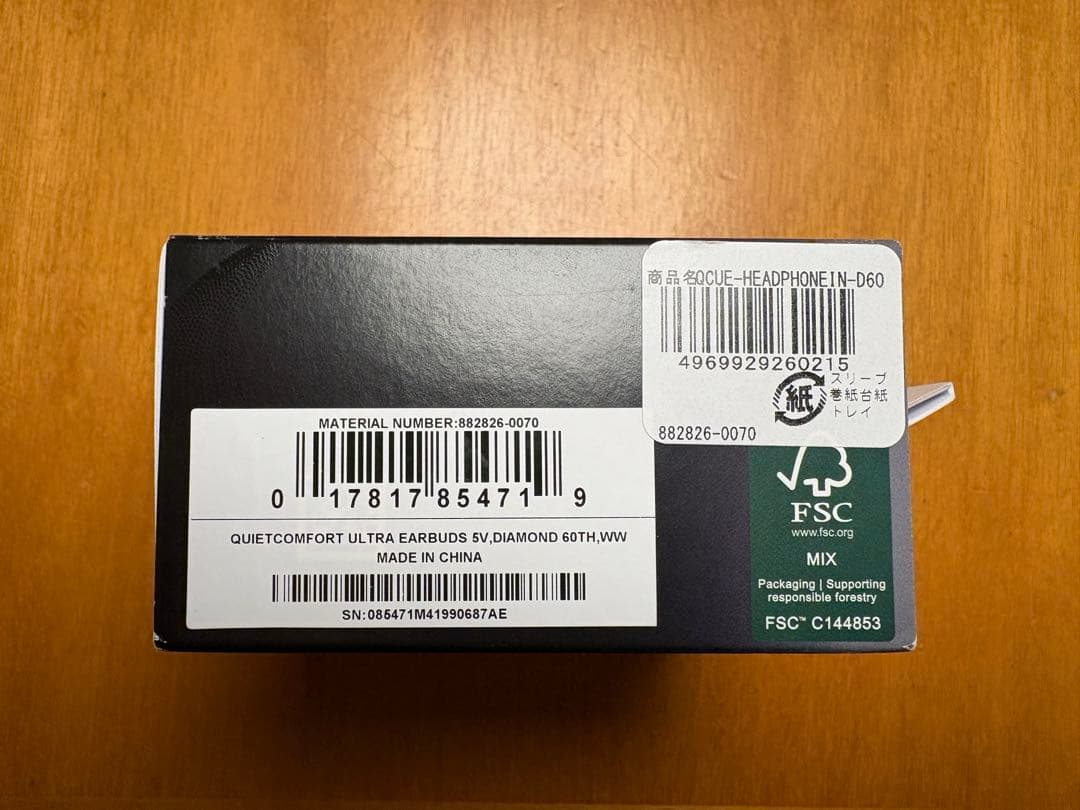 商品名QCUE-HEADPHONEIN-D60
4969929260215
紙
スリーブ
巻紙台紙
トレイ
882826-0070
MATERIAL NUMBER:882826-0070
0 17817 85471 9
QUIETCOMFORT ULTRA EARBUDS 5V,DIAMOND 60TH,WW
MADE IN CHINA
SN:085471M41990687AE
FSC
www.fsc.org
MIX
Packaging | Supporting
responsible forestry
FSC™ C144853